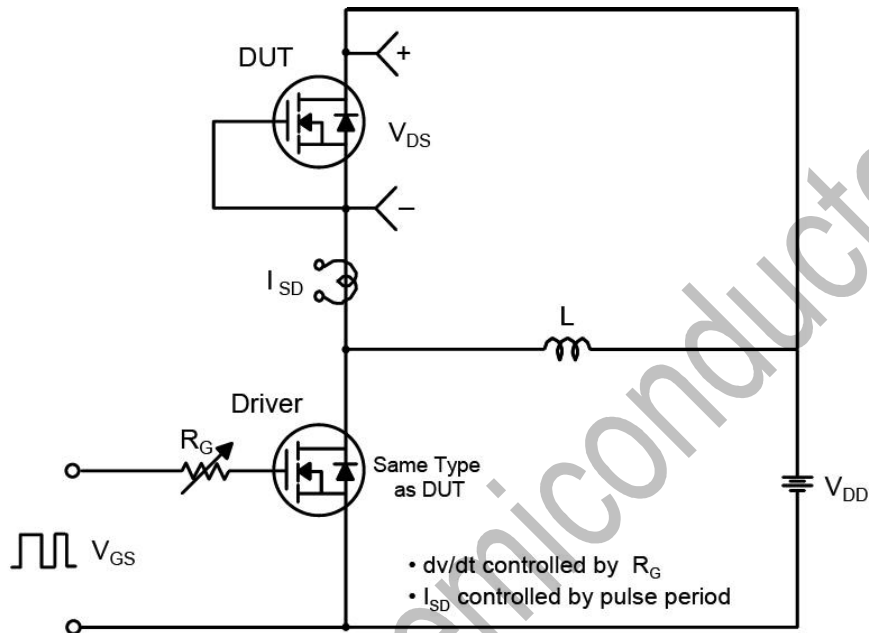 DUT
+
V_DS
–
I_SD
L
Driver
R_G
Same Type
as DUT
V_DD
V_GS
• dv/dt controlled by R_G
• I_SD controlled by pulse period
emiconduct